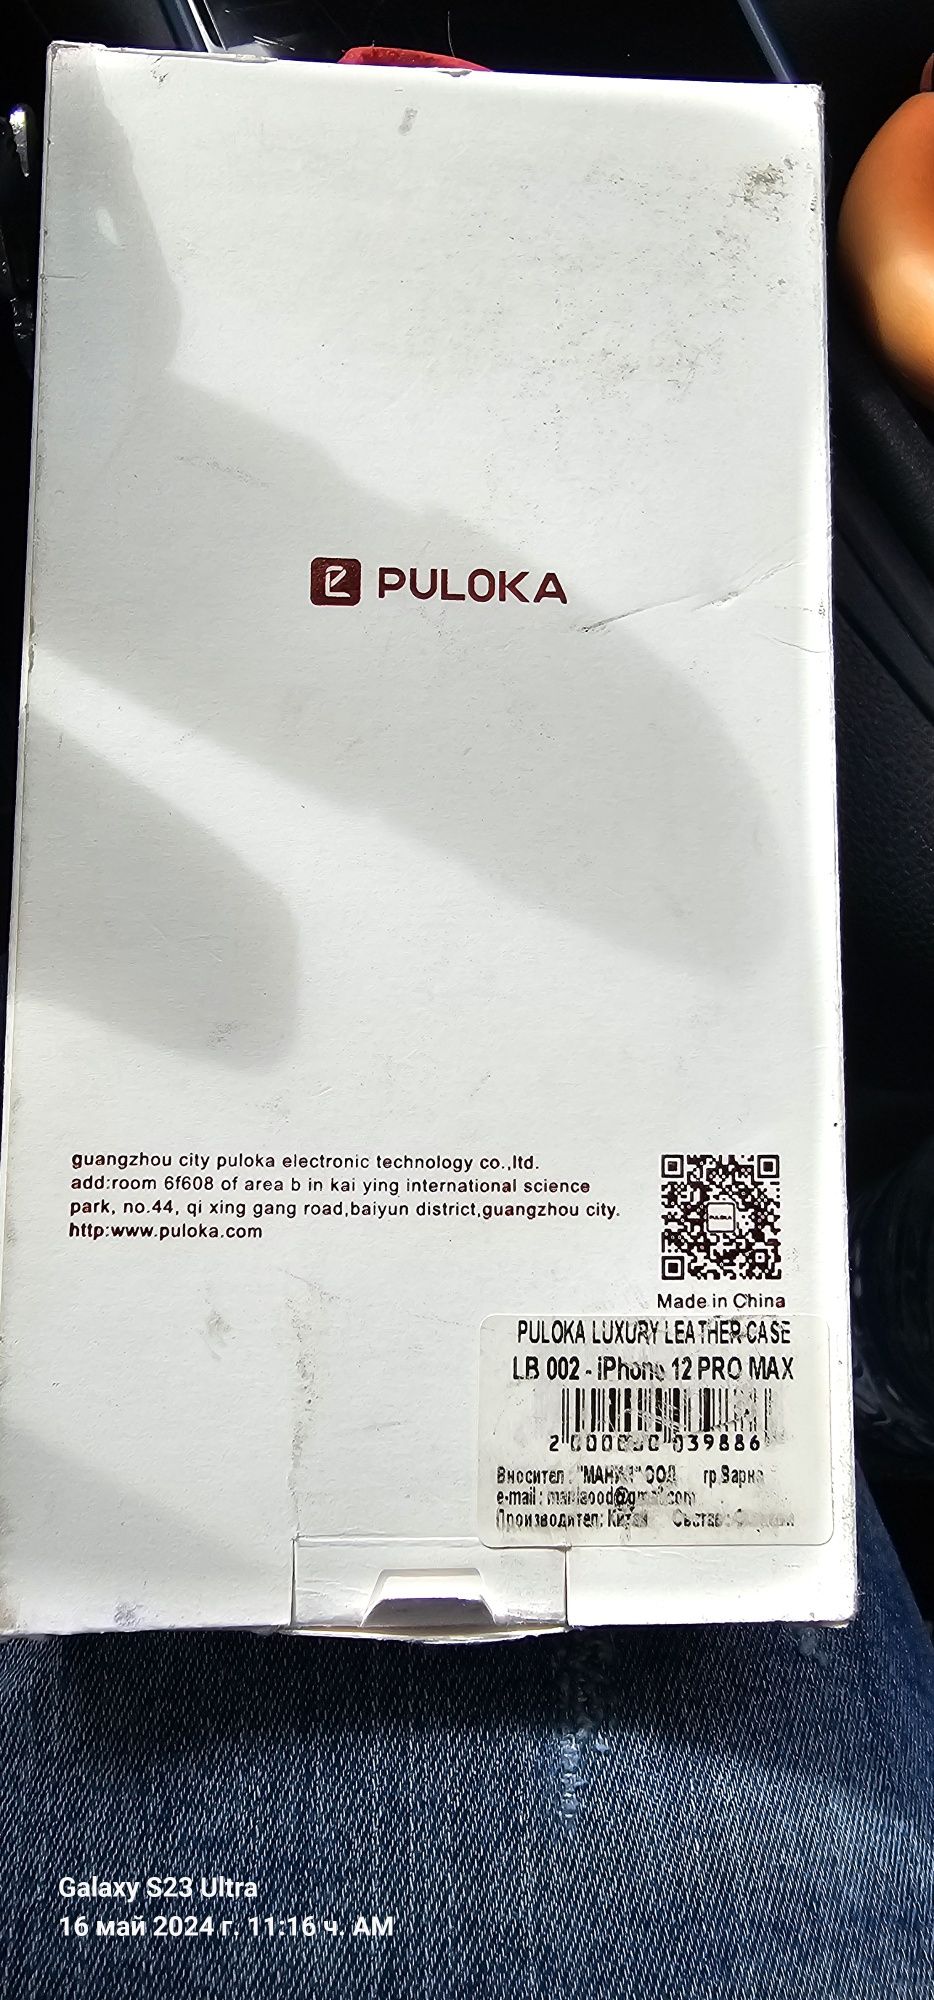 PULOKA
guangzhou city puloka electronic technology co.,ltd.
add:room 6f608 of area b in kai ying international science
park, no.44, qi xing gang road,baiyun district,guangzhou city.
http:www.puloka.com
Made in China
PULOKA LUXURY LEATHER CASE
LB 002 - iPhone 12 PRO MAX
039886
Вносител: ООД гр Варна
e-mail:
Производител: Китай Състав:
Galaxy S23 Ultra
16 май 2024 г. 11:16 ч. AM